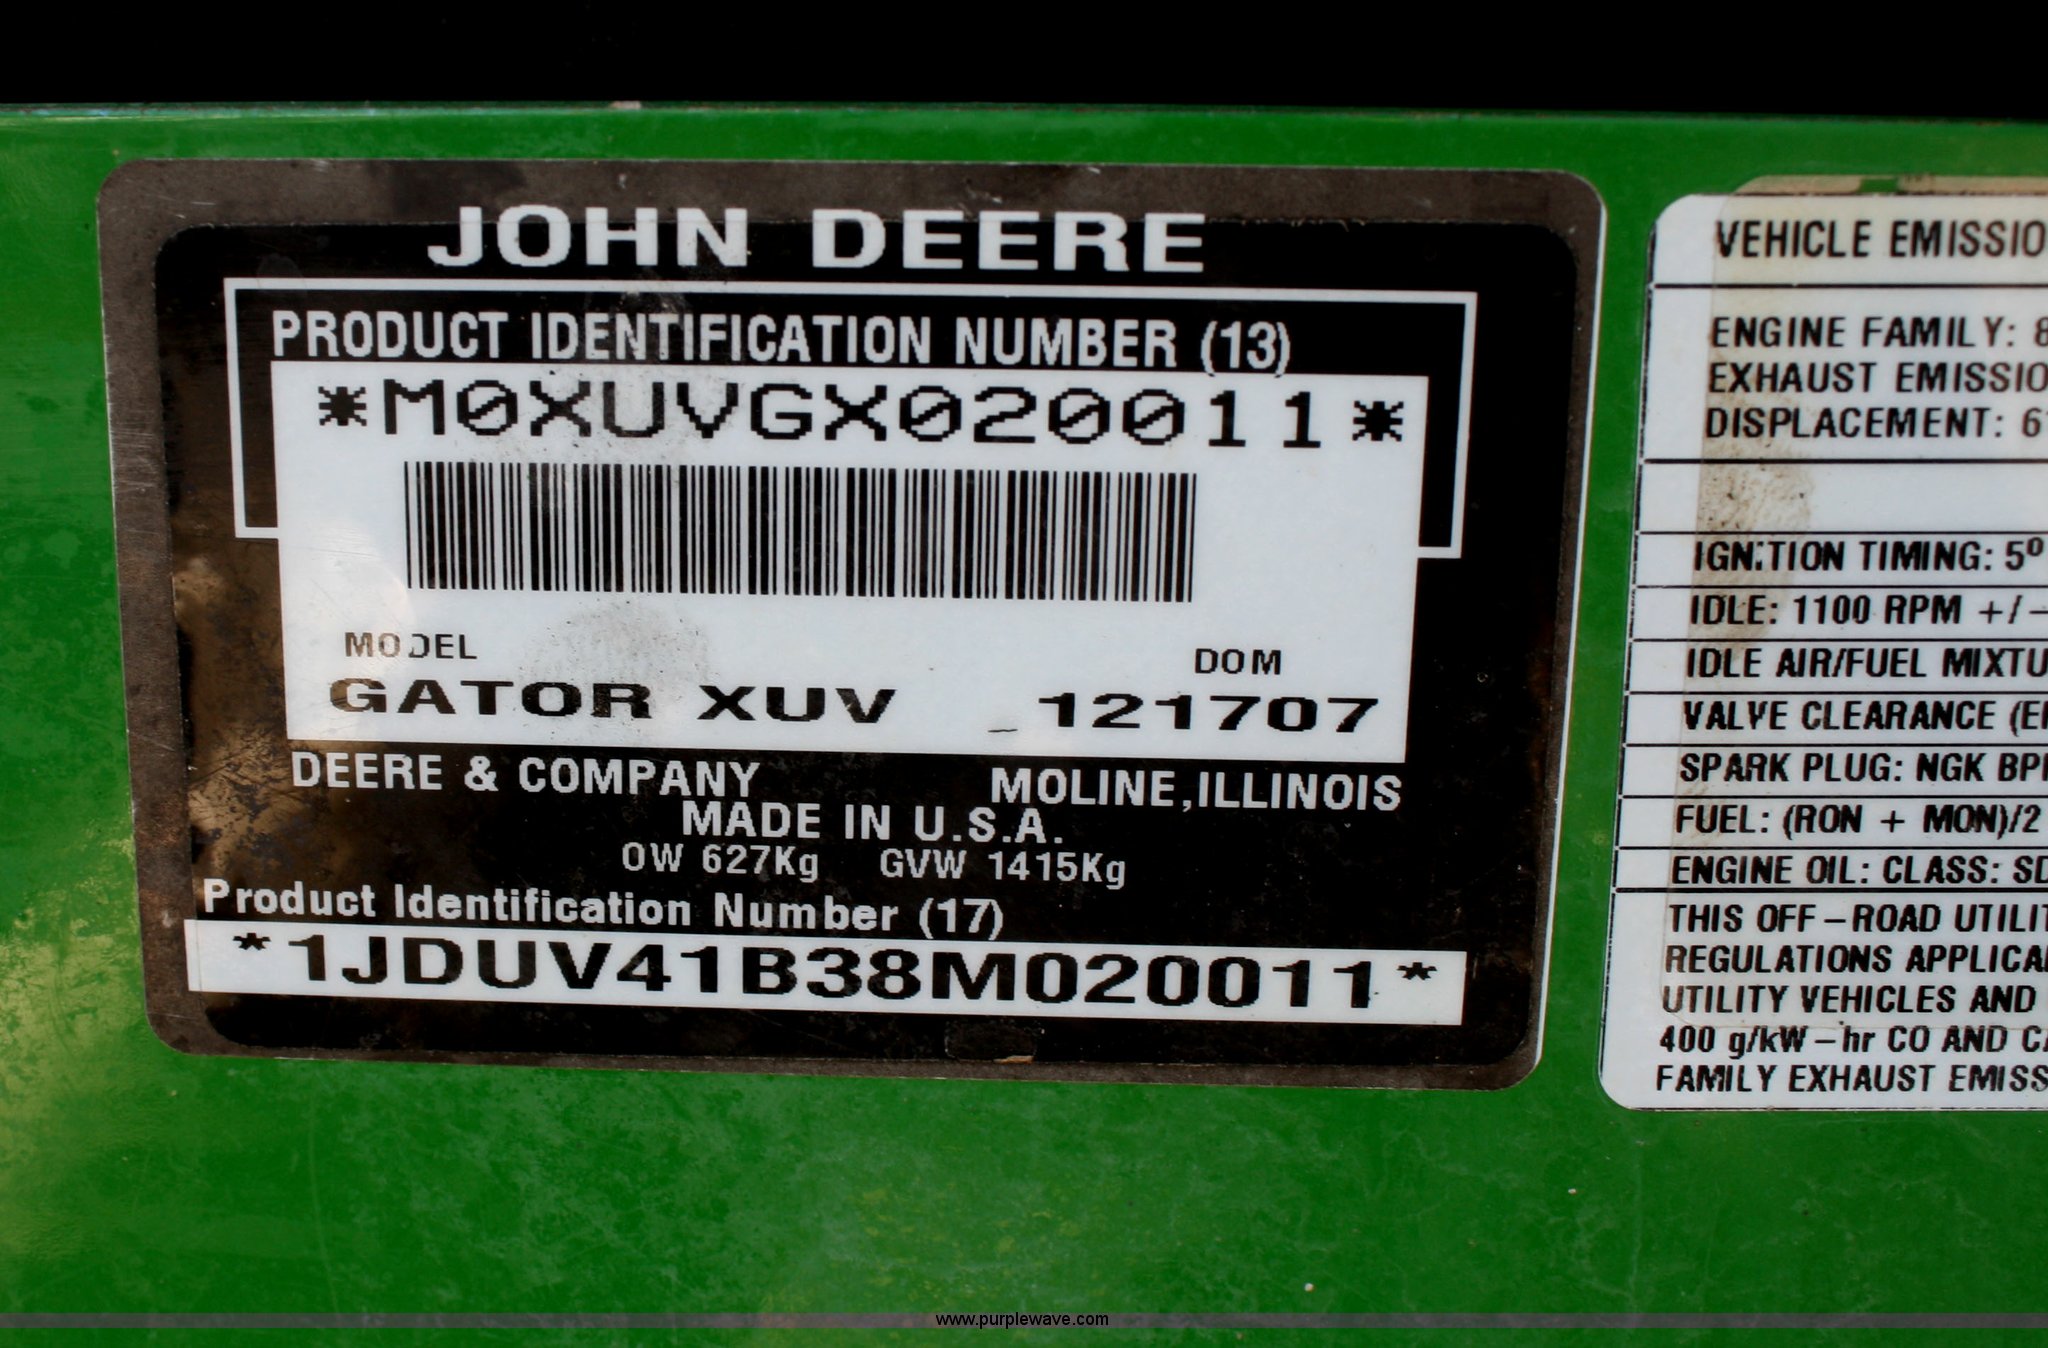 JOHN DEERE
PRODUCT IDENTIFICATION NUMBER (13)
*M0XUVGX020011*
MODEL
DOM
GATOR XUV
121707
DEERE & COMPANY
MOLINE, ILLINOIS
MADE IN U.S.A.
OW 627Kg GVW 1415Kg
Product Identification Number (17)
*1JDUV41B38M020011*
VEHICLE EMISSIO
ENGINE FAMILY: 8
EXHAUST EMISSIO
DISPLACEMENT: 61
IGNITION TIMING: 5°
IDLE: 1100 RPM +/–
IDLE AIR/FUEL MIXTU
VALVE CLEARANCE (
SPARK PLUG: NGK BP
FUEL: (RON + MON)/2
ENGINE OIL: CLASS: S
THIS OFF–ROAD UTILIT
REGULATIONS APPLICA
UTILITY VEHICLES AND
400 g/kW–hr CO AND
FAMILY EXHAUST EMISS
www.purplewave.com